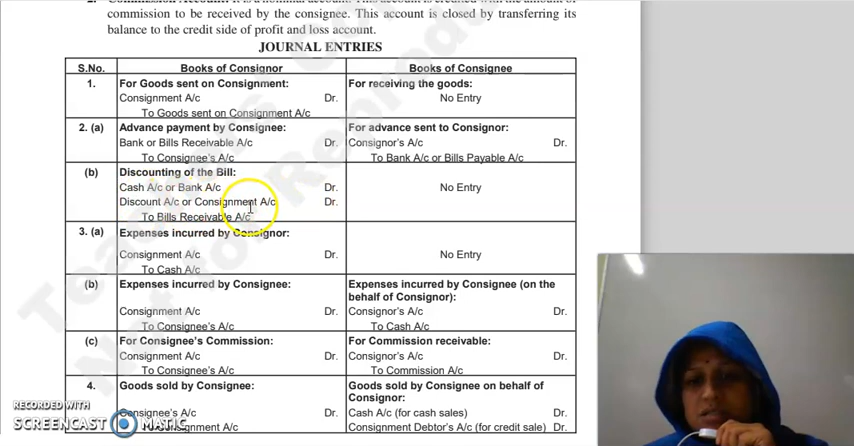 commission to be received by the consignee. This account is closed by transferring its
balance to the credit side of profit and loss account.
JOURNAL ENTRIES
S.No. Books of Consignor Books of Consignee
1. For Goods sent on Consignment: For receiving the goods:
Consignment A/c Dr. No Entry
To Goods sent on Consignment A/c
2. (a) Advance payment by Consignee: For advance sent to Consignor:
Bank or Bills Receivable A/c Dr. Consignor's A/c Dr.
To Consignee's A/c To Bank A/c or Bills Payable A/c
(b) Discounting of the Bill:
Cash A/c or Bank A/c Dr. No Entry
Discount A/c or Consignment A/c Dr.
To Bills Receivable A/c
3. (a) Expenses incurred by Consignor:
Consignment A/c Dr. No Entry
To Cash A/c
(b) Expenses incurred by Consignee: Expenses incurred by Consignee (on the
behalf of Consignor):
Consignment A/c Dr. Consignor's A/c Dr.
To Consignee's A/c To Cash A/c
(c) For Consignee's Commission: For Commission receivable:
Consignment A/c Dr. Consignor's A/c Dr.
To Consignee's A/c To Commission A/c
4. Goods sold by Consignee: Goods sold by Consignee on behalf of
Consignor:
Consignee's A/c Dr. Cash A/c (for cash sales) Dr.
To Consignment A/c Consignment Debtor's A/c (for credit sale) Dr.
RECORDED WITH
SCREENCAST MATIC